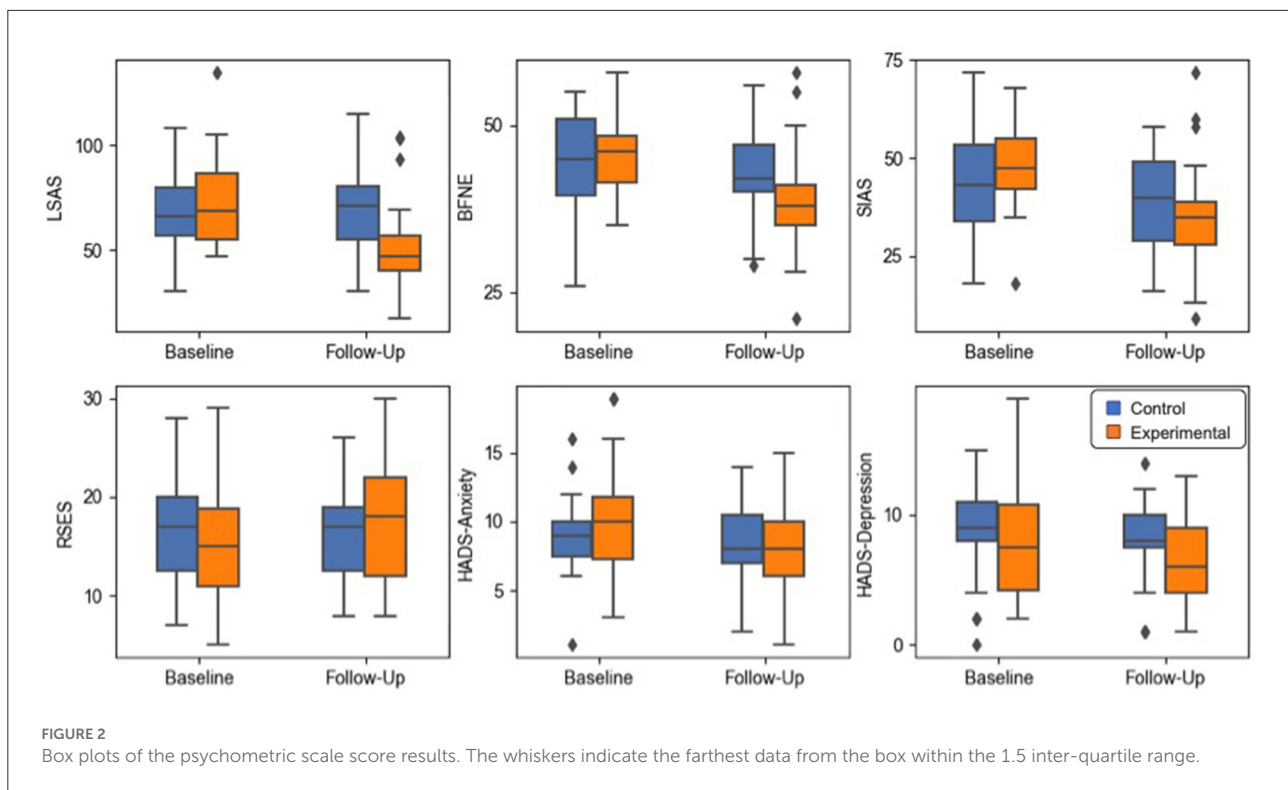 LSAS
100
50
Baseline
Follow-Up
BFNE
50
25
Baseline
Follow-Up
SIAS
75
50
25
Baseline
Follow-Up
RSES
30
20
10
Baseline
Follow-Up
HADS-Anxiety
15
10
5
Baseline
Follow-Up
HADS-Depression
10
0
Baseline
Follow-Up
Control
Experimental
FIGURE 2
Box plots of the psychometric scale score results. The whiskers indicate the farthest data from the box within the 1.5 inter-quartile range.